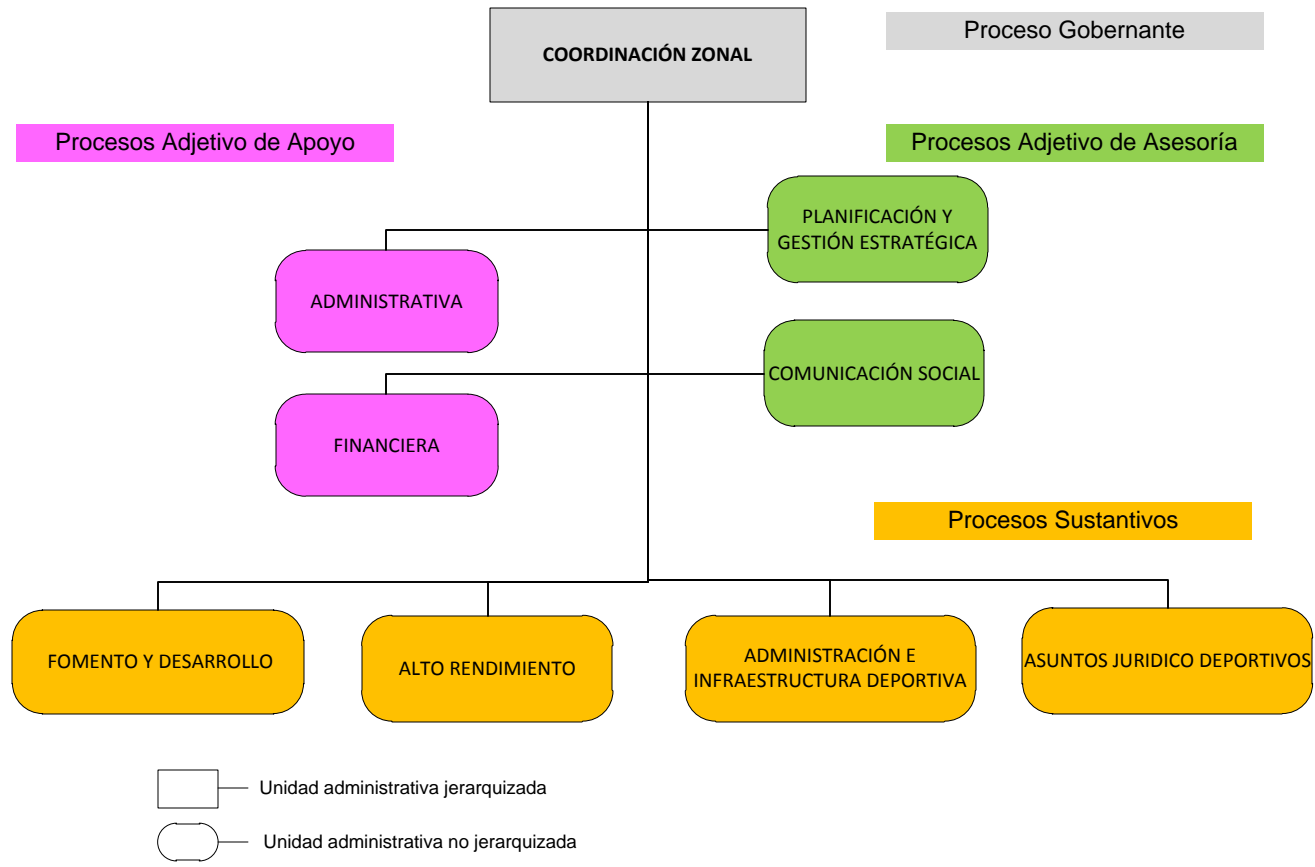 COORDINACIÓN ZONAL
Proceso Gobernante
Procesos Adjetivo de Apoyo
Procesos Adjetivo de Asesoría
PLANIFICACIÓN Y
GESTIÓN ESTRATÉGICA
ADMINISTRATIVA
COMUNICACIÓN SOCIAL
FINANCIERA
Procesos Sustantivos
FOMENTO Y DESARROLLO
ALTO RENDIMIENTO
ADMINISTRACIÓN E
INFRAESTRUCTURA DEPORTIVA
ASUNTOS JURIDICO DEPORTIVOS
Unidad administrativa jerarquizada
Unidad administrativa no jerarquizada